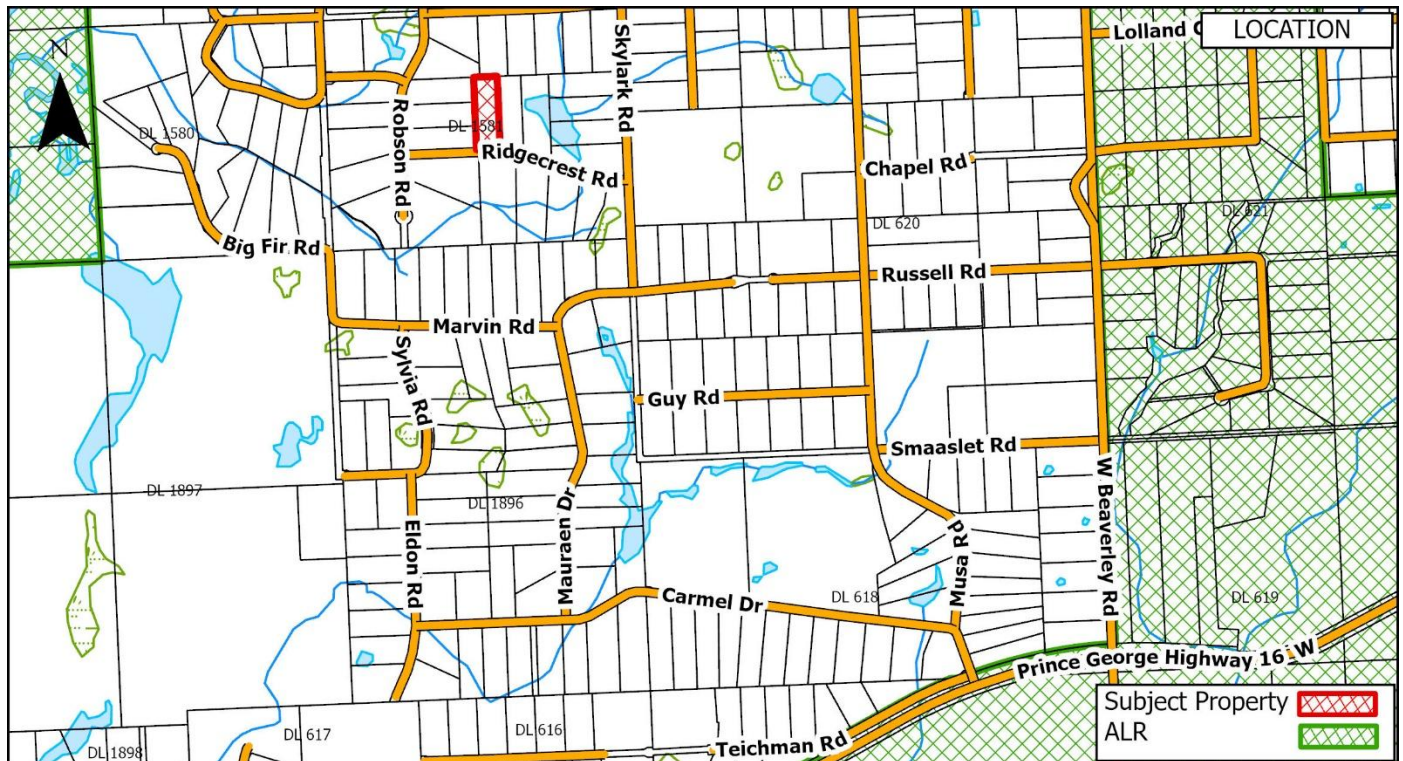 Lolland
LOCATION
N
Skylark Rd
Robson Rd
DL 1580
DL 1581
Ridgecrest Rd
Chapel Rd
DL 620
DL 621
Big Fir Rd
Russell Rd
Marvin Rd
Sylvia Rd
Guy Rd
Smaaslet Rd
DL 1897
DL 1896
W Beaverley Rd
Mauraen Dr
Eldon Rd
Musa Rd
Carmel Dr
DL 618
DL 619
Prince George Highway 16 W
Subject Property
ALR
DL 617
DL 616
Teichman Rd
DL 1898